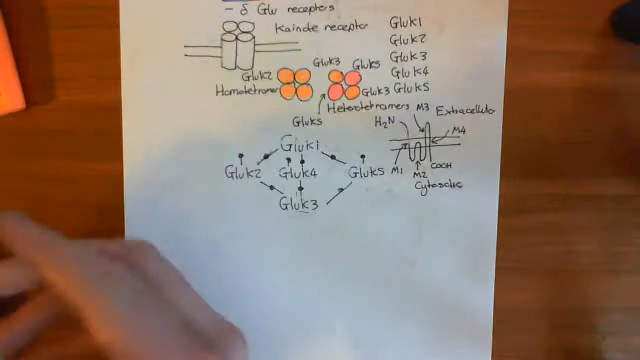 - δ Glu receptors
Kainate receptor
Gluk1
Gluk2
Gluk3
Gluk4
Gluk5
Gluk2
Gluk3
Gluk5
Homotetramer
Gluk3
Heterotetramers
Gluk5
M3
Extracellular
H2N
M4
M1
M2
COOH
Cytosolic
Gluk1
Gluk2 Gluk4 Gluk5
Gluk3